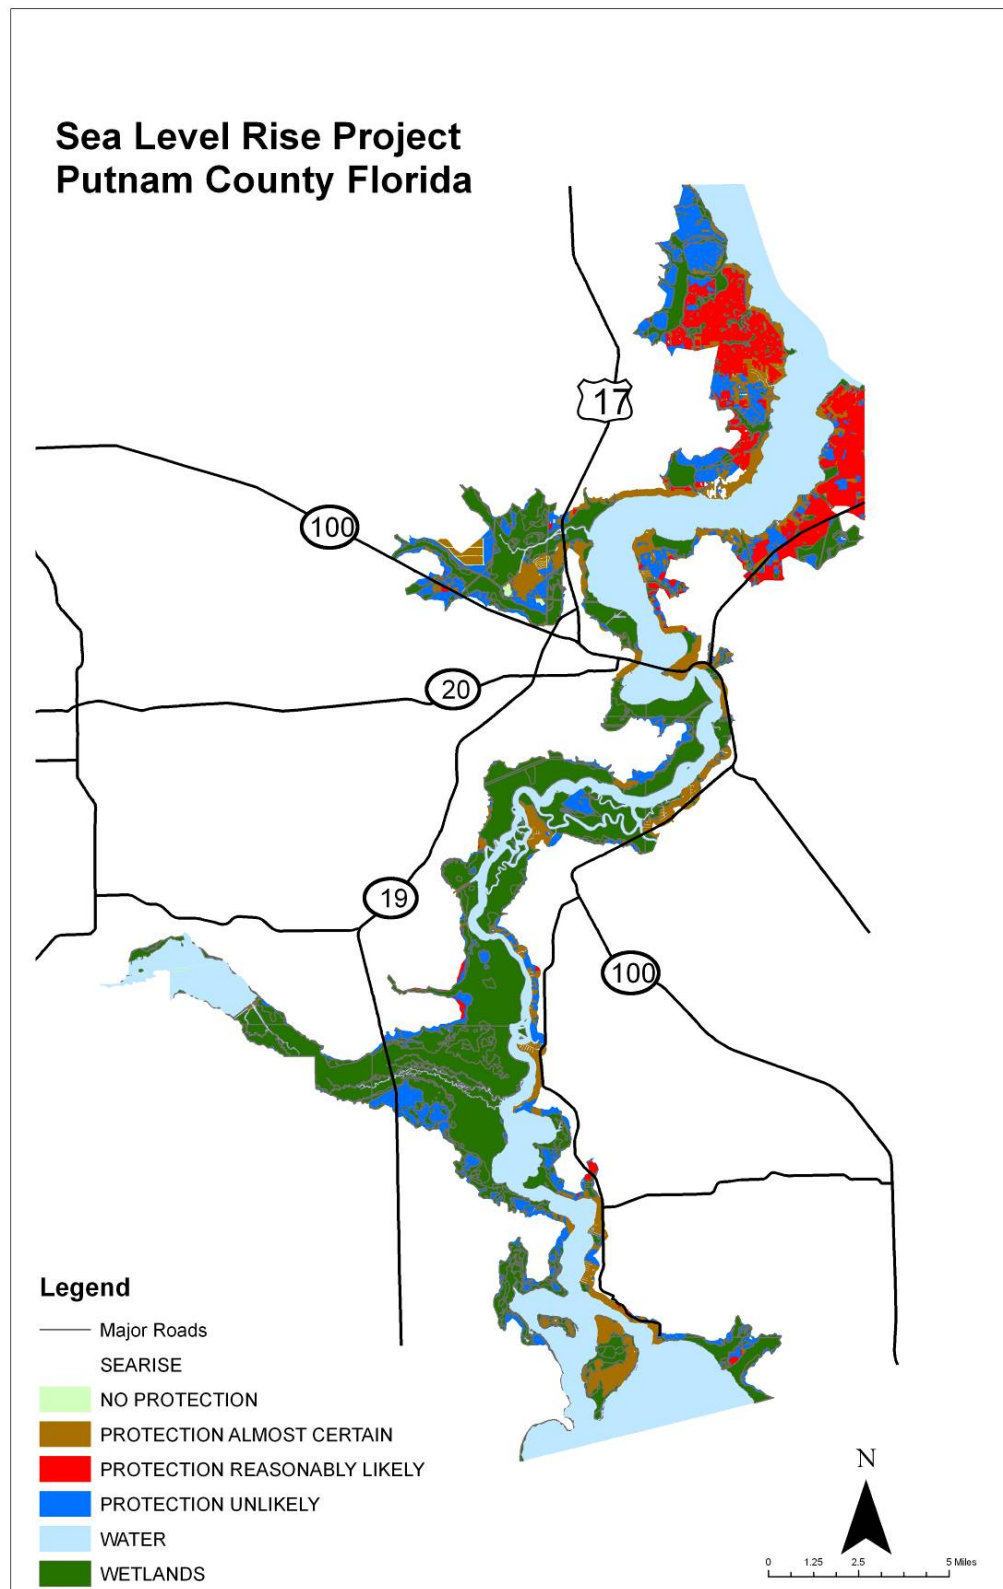 Sea Level Rise Project
Putnam County Florida
17
100
20
19
100
Legend
Major Roads
SEARISE
NO PROTECTION
PROTECTION ALMOST CERTAIN
PROTECTION REASONABLY LIKELY
PROTECTION UNLIKELY
WATER
WETLANDS
N
0 1.25 2.5 5 Miles